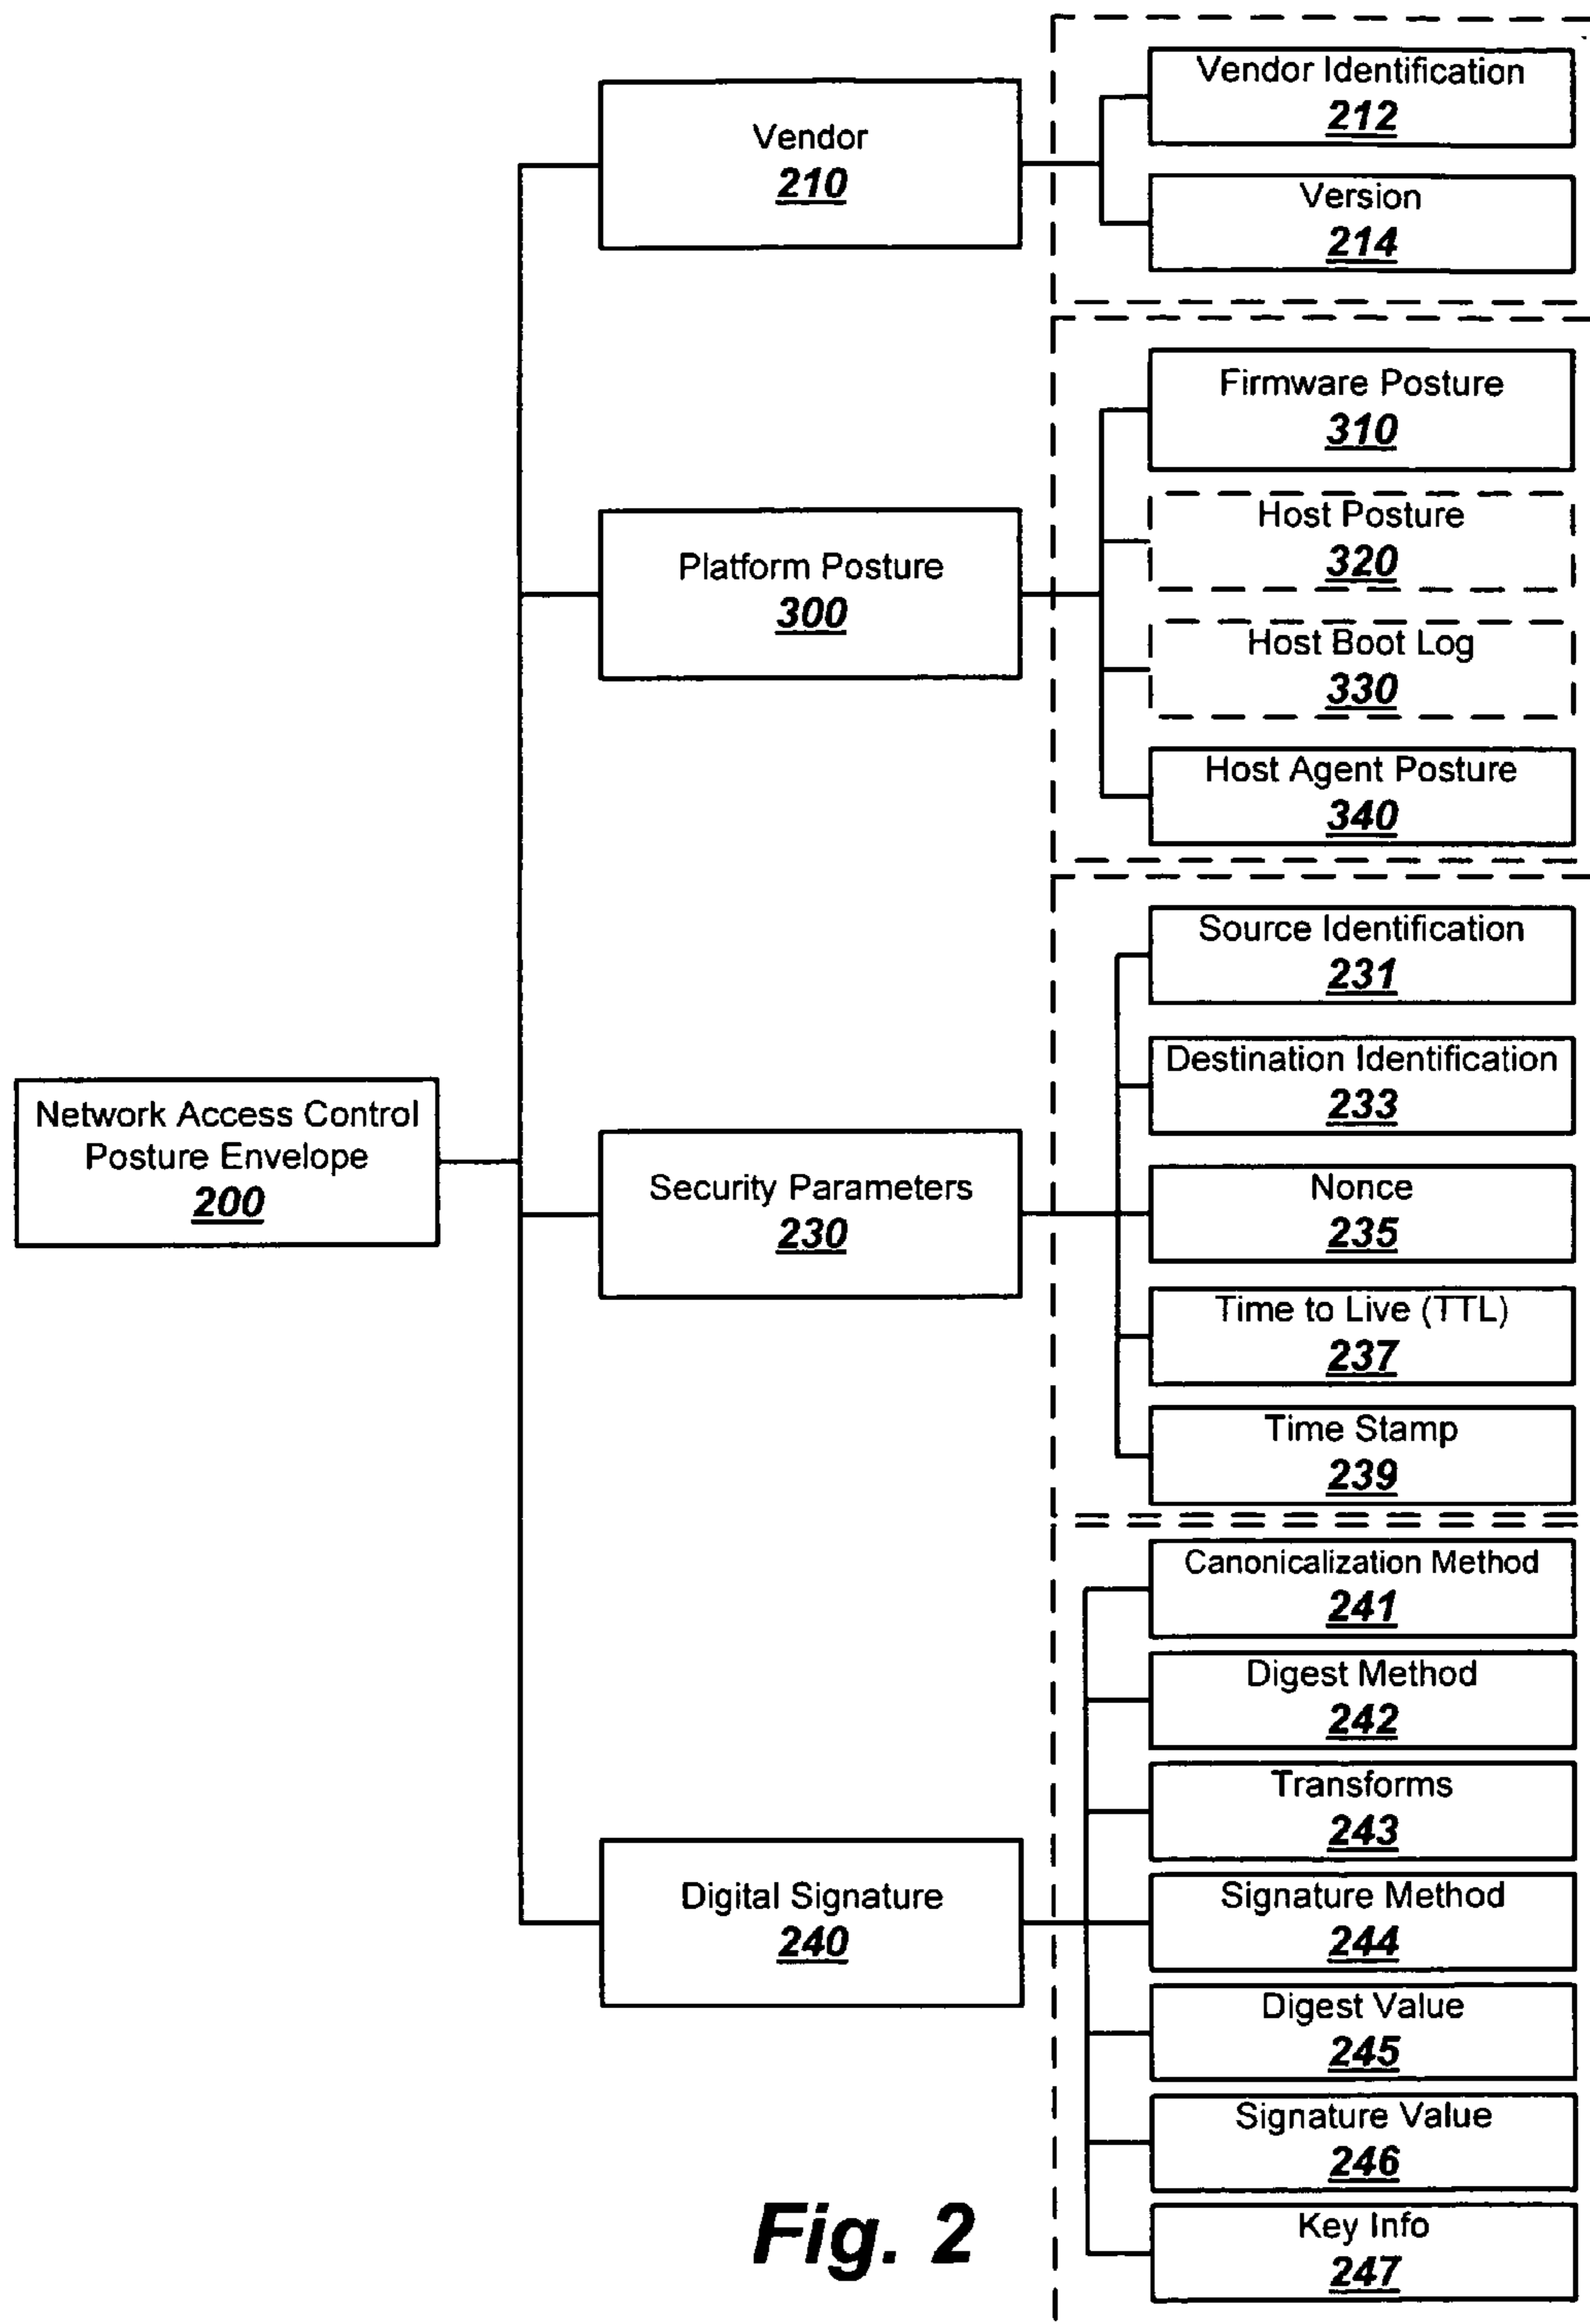 Vendor Identification
212
Version
214
Vendor
210
Firmware Posture
310
Host Posture
320
Host Boot Log
330
Host Agent Posture
340
Platform Posture
300
Source Identification
231
Destination Identification
233
Nonce
235
Time to Live (TTL)
237
Time Stamp
239
Network Access Control
Posture Envelope
200
Security Parameters
230
Canonicalization Method
241
Digest Method
242
Transforms
243
Signature Method
244
Digest Value
245
Signature Value
246
Key Info
247
Digital Signature
240
Fig. 2